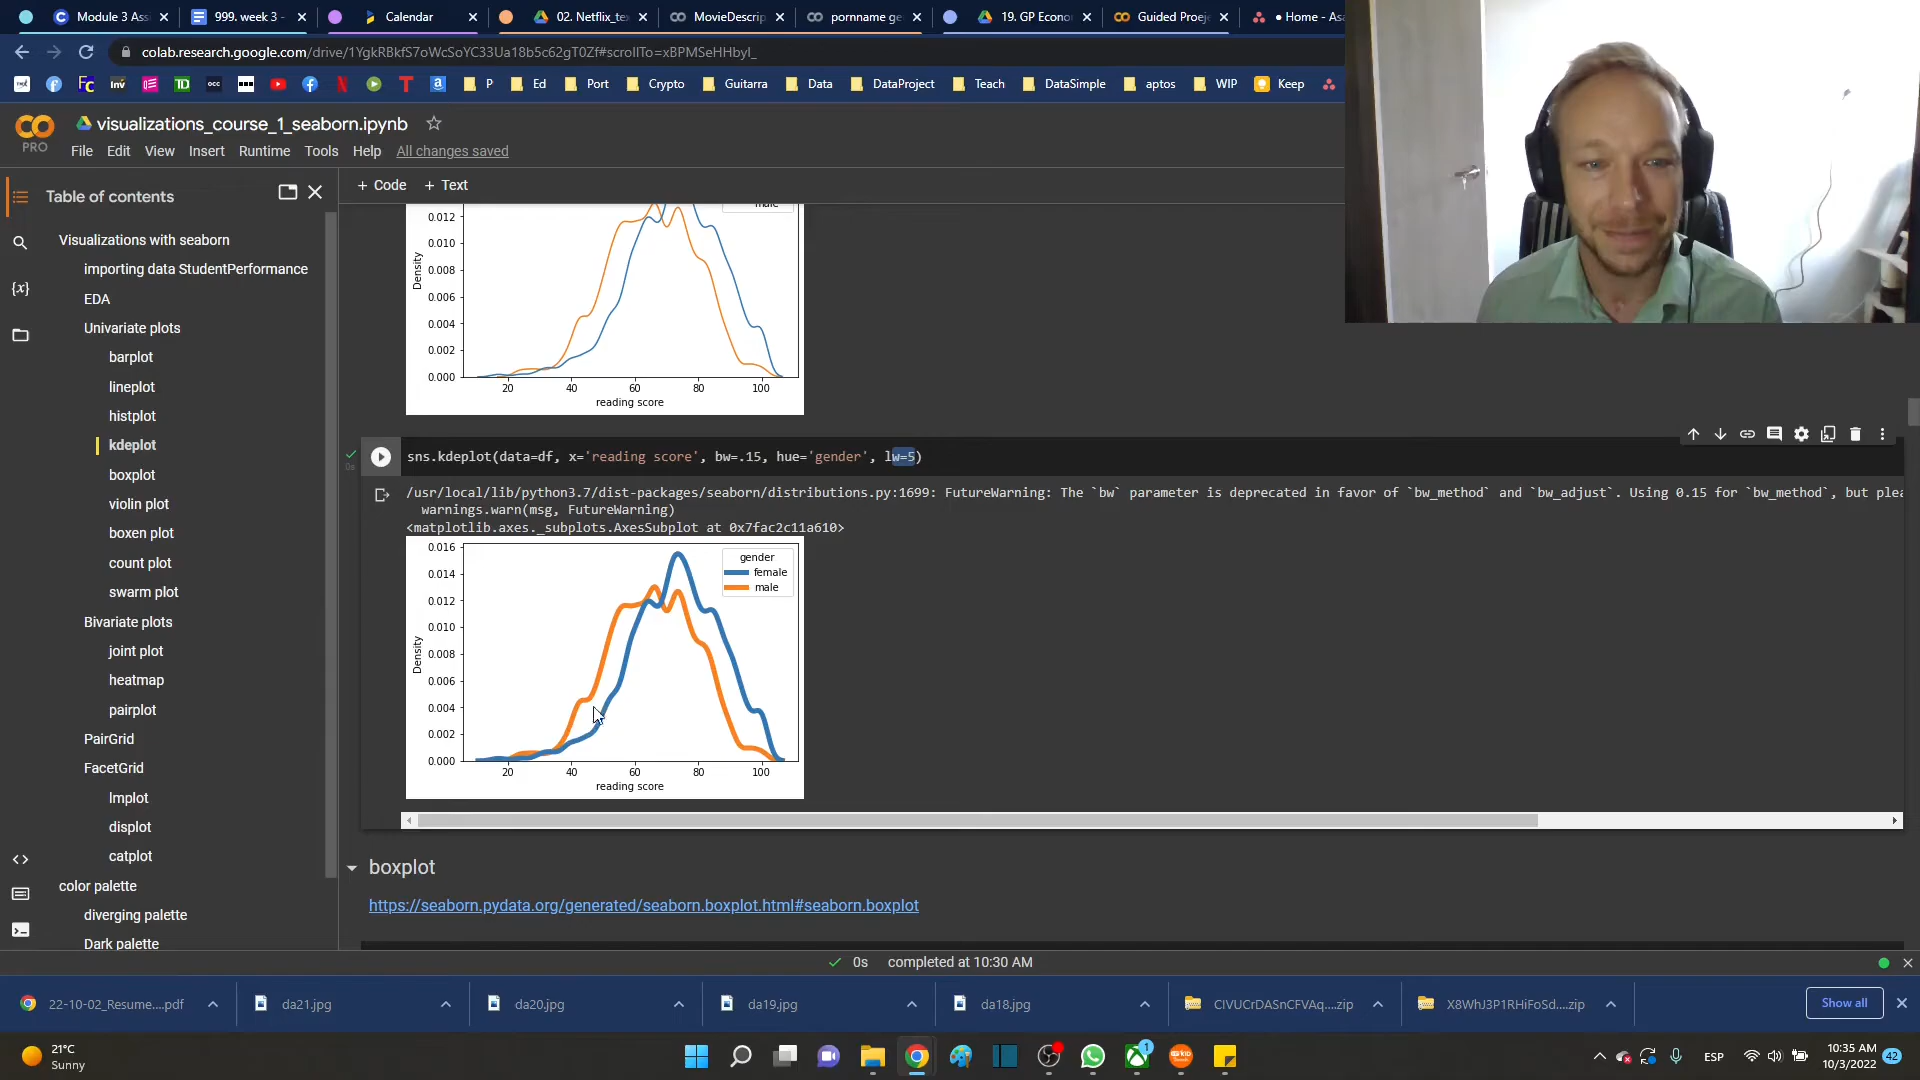 Module 3 Assi
999. week 3 -
Calendar
02. Netflix_te
MovieDescrip
pornname ge
19. GP Econo
Guided Proeje
● Home - Asa
colab.research.google.com/drive/1YgkRBkfS7oWcSoYC33Ua18b5c62gT0Zf#scrollTo=xBPMSeHHbyl_
P
Ed
Port
Crypto
Guitarra
Data
DataProject
Teach
DataSimple
aptos
WIP
Keep
PRO
visualizations_course_1_seaborn.ipynb
File Edit View Insert Runtime Tools Help All changes saved
Table of contents
+ Code + Text
Visualizations with seaborn
importing data StudentPerformance
EDA
Univariate plots
barplot
lineplot
histplot
kdeplot
boxplot
violin plot
boxen plot
count plot
swarm plot
Bivariate plots
joint plot
heatmap
pairplot
PairGrid
FacetGrid
lmplot
displot
catplot
color palette
diverging palette
Dark palette
male
0.012
0.010
0.008
0.006
0.004
0.002
0.000
Density
20 40 60 80 100
reading score
sns.kdeplot(data=df, x='reading score', bw=.15, hue='gender', lw=5)
0s
/usr/local/lib/python3.7/dist-packages/seaborn/distributions.py:1699: FutureWarning: The `bw` parameter is deprecated in favor of `bw_method` and `bw_adjust`. Using 0.15 for `bw_method`, but plea
warnings.warn(msg, FutureWarning)
<matplotlib.axes._subplots.AxesSubplot at 0x7fac2c11a610>
0.016
0.014
0.012
0.010
0.008
0.006
0.004
0.002
0.000
Density
gender
female
male
20 40 60 80 100
reading score
boxplot
https://seaborn.pydata.org/generated/seaborn.boxplot.html#seaborn.boxplot
0s completed at 10:30 AM
22-10-02_Resume....pdf
da21.jpg
da20.jpg
da19.jpg
da18.jpg
CIVUCrDASnCFVAq....zip
X8WhJ3P1RHiFoSd....zip
Show all
21°C
Sunny
1
ESP
10:35 AM
10/3/2022
42